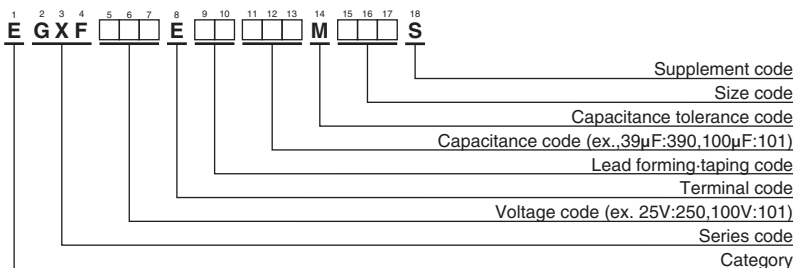 1 2 3 4 5 6 7 8 9 10 11 12 13 14 15 16 17 18
E G X F E M S
Supplement code
Size code
Capacitance tolerance code
Capacitance code (ex.,39µF:390,100µF:101)
Lead forming·taping code
Terminal code
Voltage code (ex. 25V:250,100V:101)
Series code
Category